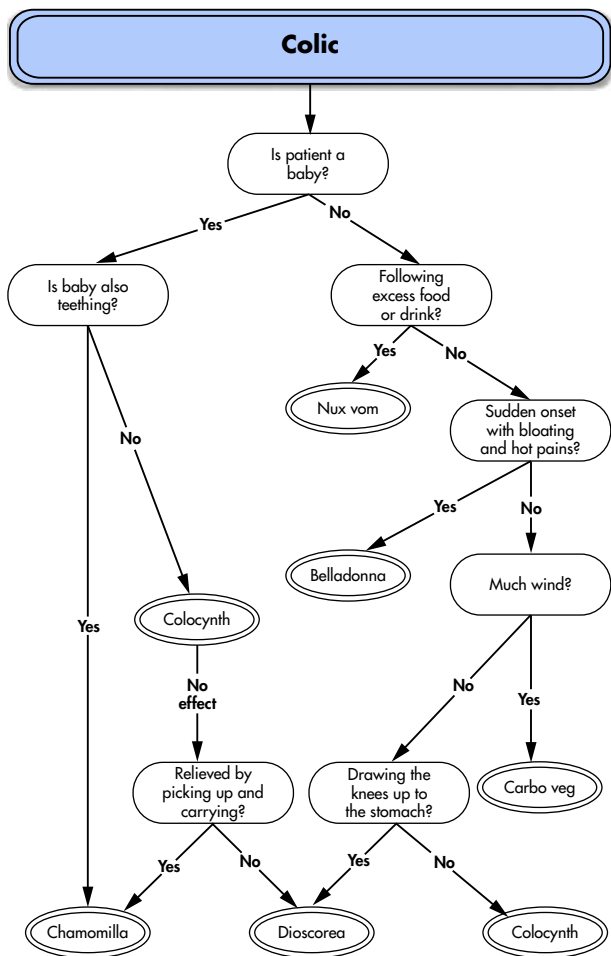 Colic
Is patient a
baby?
Yes
No
Is baby also
teething?
Following
excess food
or drink?
Yes
No
Nux vom
Sudden onset
with bloating
and hot pains?
No
Yes
No
Belladonna
Much wind?
Colocynth
Yes
No
effect
No
Yes
Relieved by
picking up and
carrying?
Drawing the
knees up to
the stomach?
Carbo veg
Yes
No
Yes
No
Chamomilla
Dioscorea
Colocynth